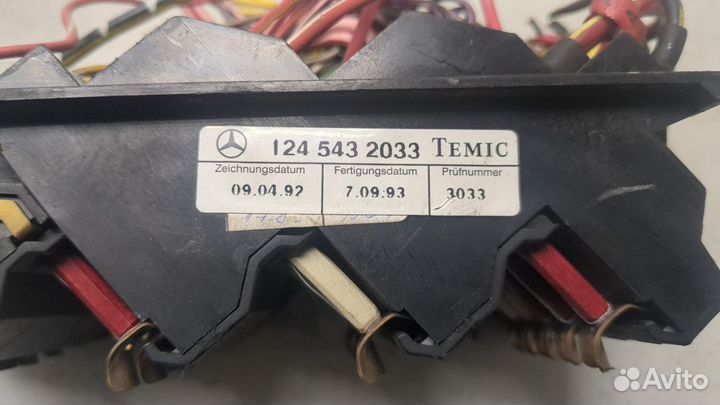 124 543 2033 TEMIC
Zeichnungsdatum Fertigungsdatum Prüfnummer
09.04.92 7.09.93 3033
Avito